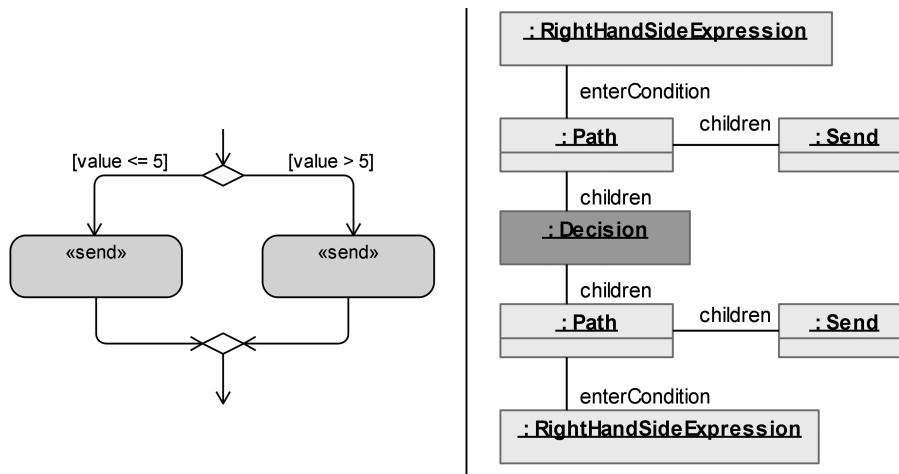 [value <= 5]
[value > 5]
«send»
«send»
: RightHandSideExpression
enterCondition
: Path
children
: Send
children
: Decision
children
: Path
children
: Send
enterCondition
: RightHandSideExpression